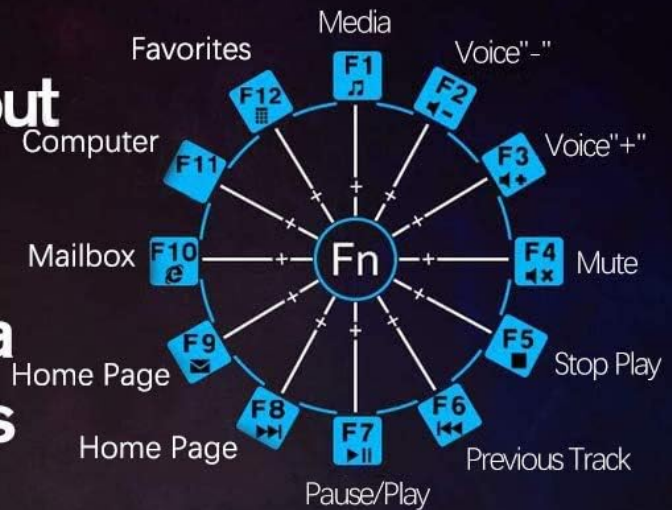 Media
Favorites
Voice"-"
F1
F12
F2
out
Computer
F11
F3
Voice"+"
Mailbox
F10
Fn
F4
Mute
a
Home Page
F9
F5
Stop Play
s
Home Page
F8
F7
F6
Previous Track
Pause/Play